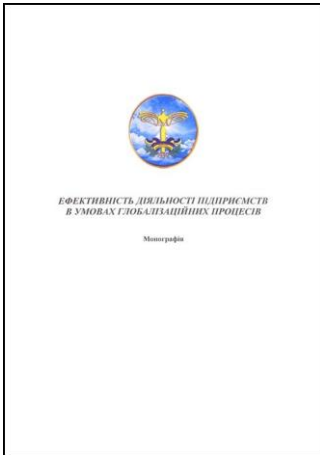 ЕФЕКТИВНІСТЬ ДІЯЛЬНОСТІ ПІДПРИЄМСТВ
В УМОВАХ ГЛОБАЛІЗАЦІЙНИХ ПРОЦЕСІВ
Монографія